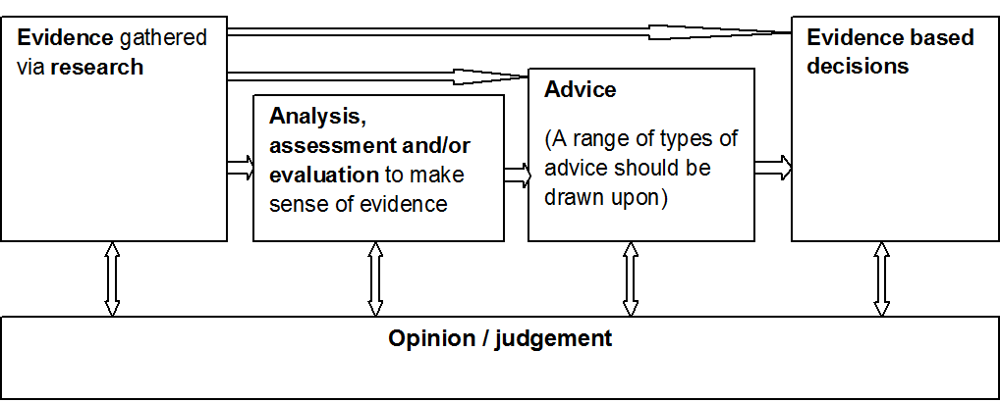 Evidence gathered
via research
Analysis,
assessment and/or
evaluation to make
sense of evidence
Advice
(A range of types of
advice should be
drawn upon)
Evidence based
decisions
Opinion / judgement